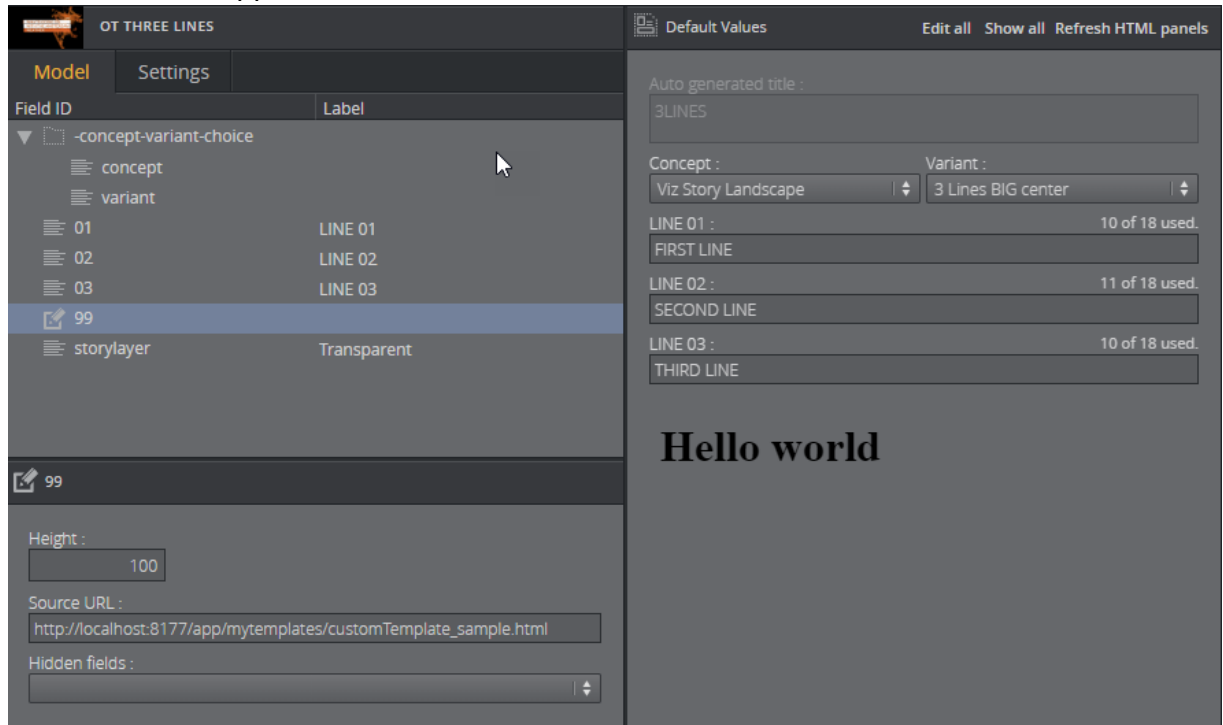 OT THREE LINES
Model Settings
Field ID Label
-concept-variant-choice
concept
variant
01 LINE 01
02 LINE 02
03 LINE 03
99
storylayer Transparent
99
Height :
100
Source URL :
http://localhost:8177/app/mytemplates/customTemplate_sample.html
Hidden fields :
Default Values Edit all Show all Refresh HTML panels
Auto generated title :
3LINES
Concept : Variant :
Viz Story Landscape 3 Lines BIG center
LINE 01 : 10 of 18 used.
FIRST LINE
LINE 02 : 11 of 18 used.
SECOND LINE
LINE 03 : 10 of 18 used.
THIRD LINE
Hello world